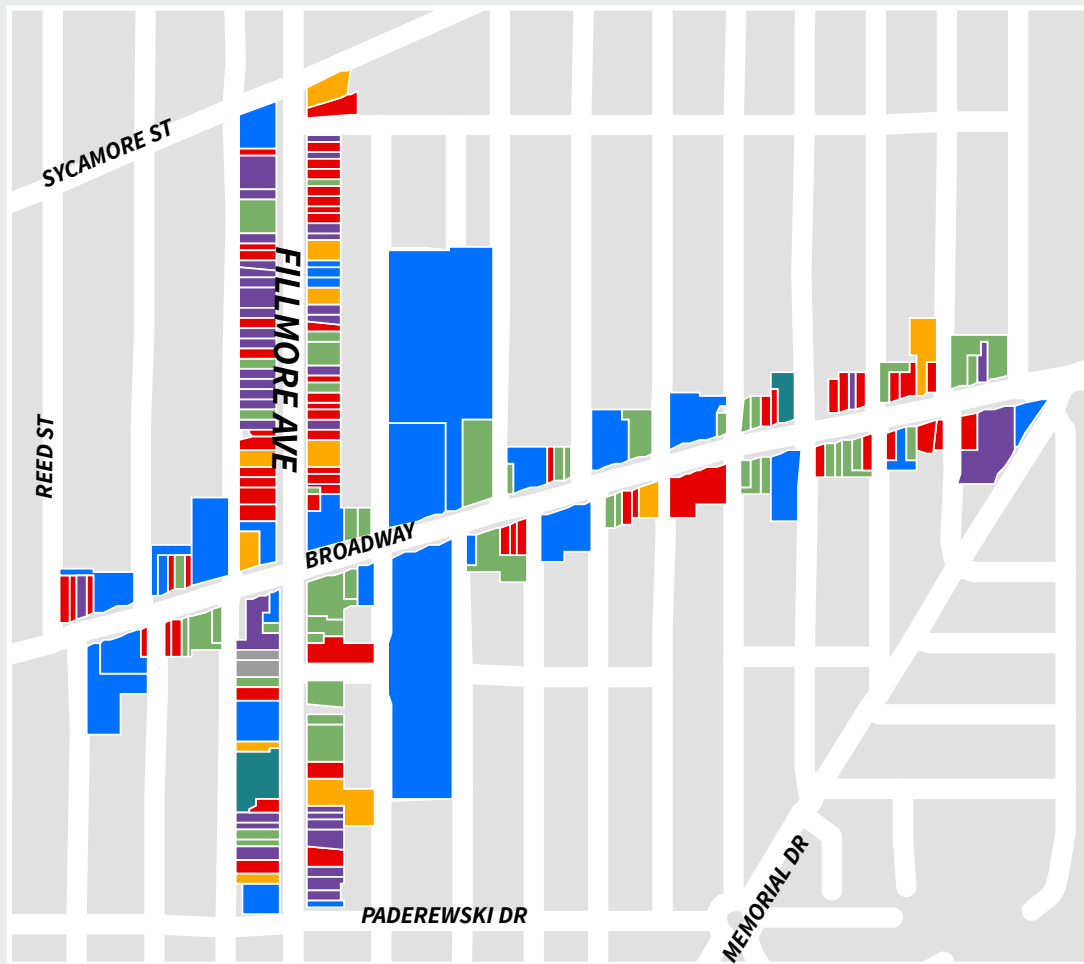 SYCAMORE ST
FILLMORE AVE
REED ST
BROADWAY
MEMORIAL DR
PADEREWSKI DR